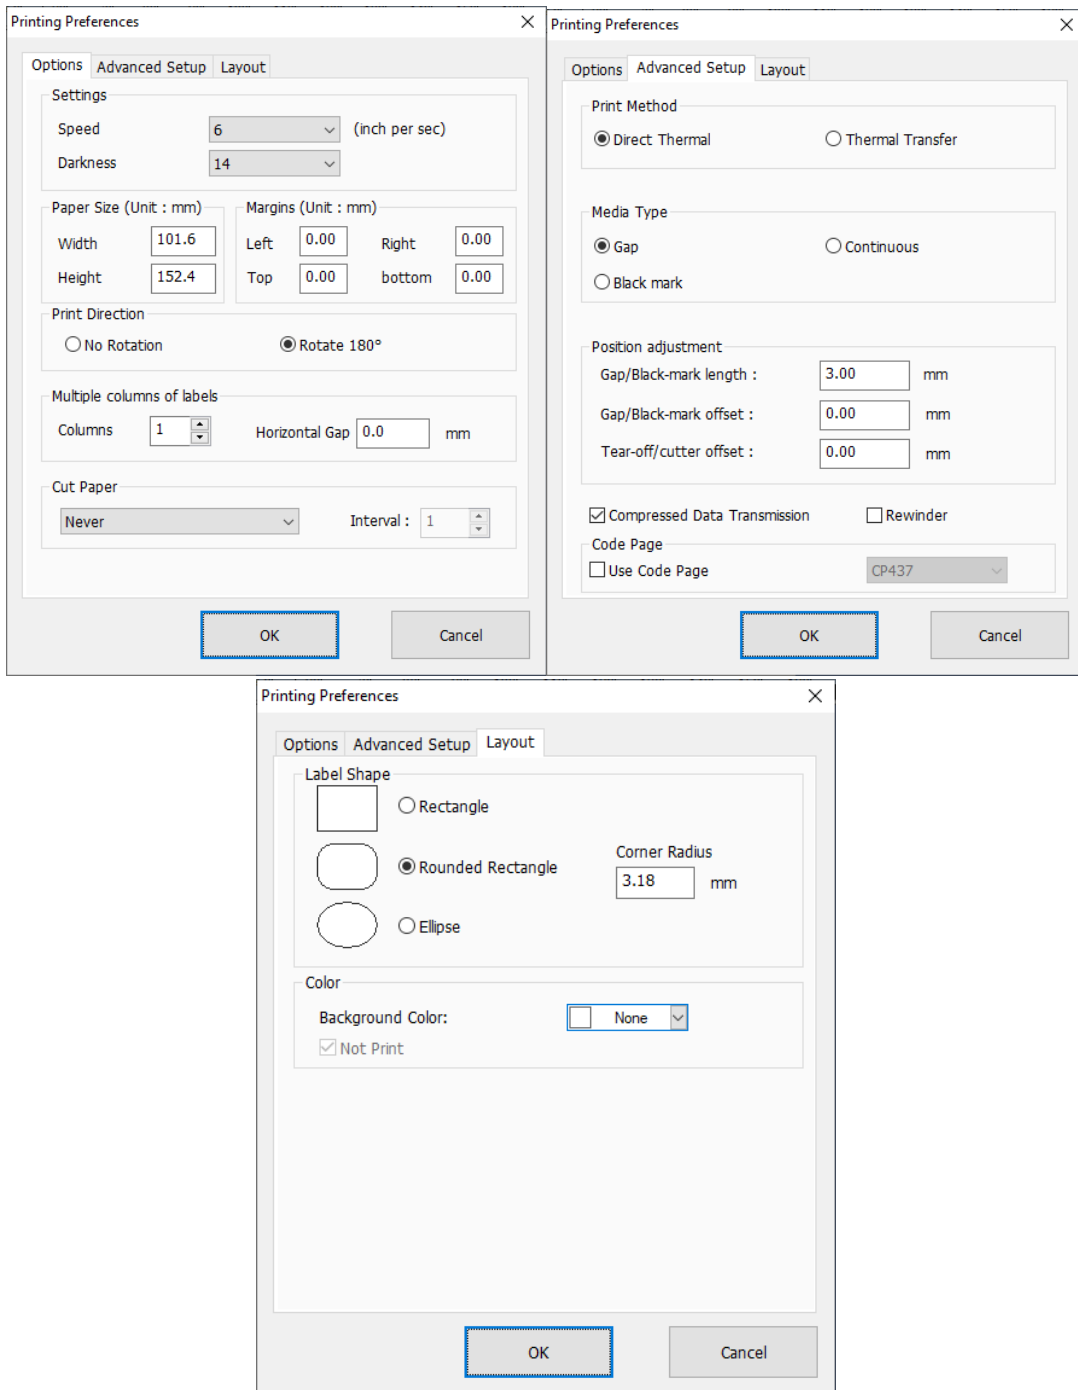 Printing Preferences
Options Advanced Setup Layout
Settings
Speed 6 (inch per sec)
Darkness 14
Paper Size (Unit : mm)
Width 101.6
Height 152.4
Margins (Unit : mm)
Left 0.00 Right 0.00
Top 0.00 bottom 0.00
Print Direction
No Rotation Rotate 180°
Multiple columns of labels
Columns 1 Horizontal Gap 0.0 mm
Cut Paper
Never Interval : 1
OK Cancel
Printing Preferences
Options Advanced Setup Layout
Print Method
Direct Thermal Thermal Transfer
Media Type
Gap Continuous
Black mark
Position adjustment
Gap/Black-mark length : 3.00 mm
Gap/Black-mark offset : 0.00 mm
Tear-off/cutter offset : 0.00 mm
Compressed Data Transmission Rewinder
Code Page
Use Code Page CP437
OK Cancel
Printing Preferences
Options Advanced Setup Layout
Label Shape
Rectangle
Rounded Rectangle
Corner Radius
3.18 mm
Ellipse
Color
Background Color: None
Not Print
OK Cancel